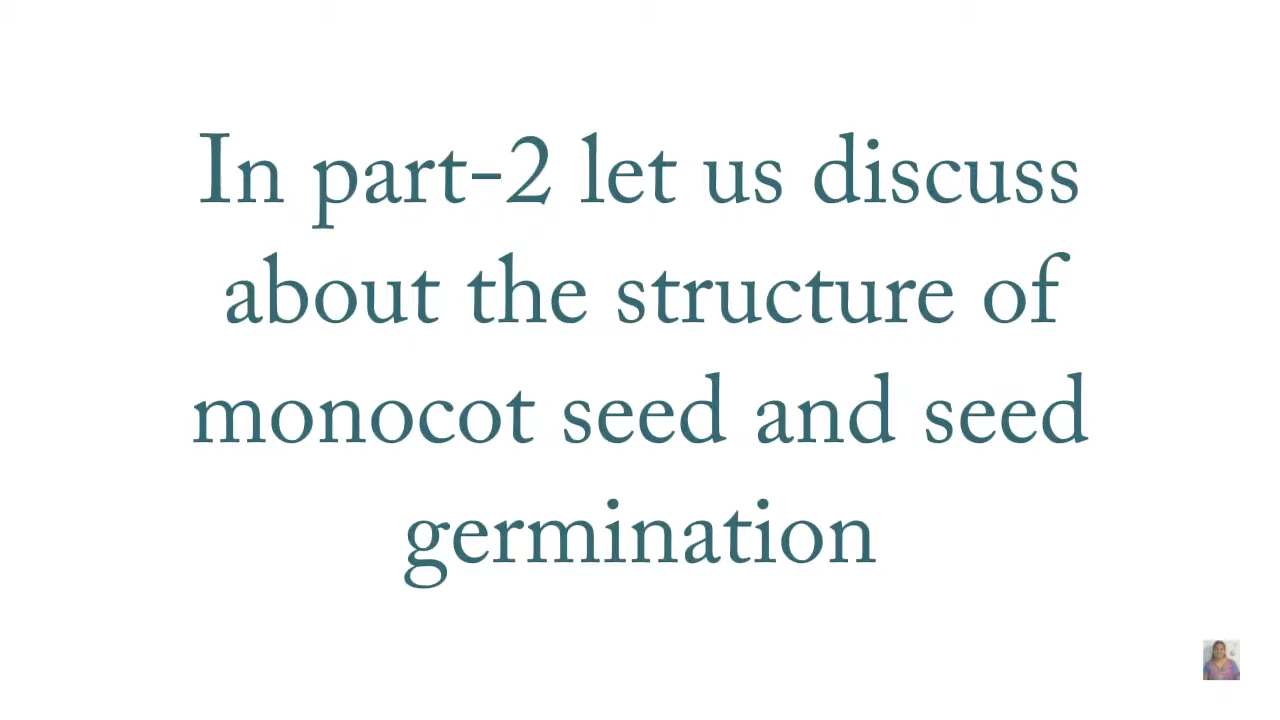 In part-2 let us discuss
about the structure of
monocot seed and seed
germination